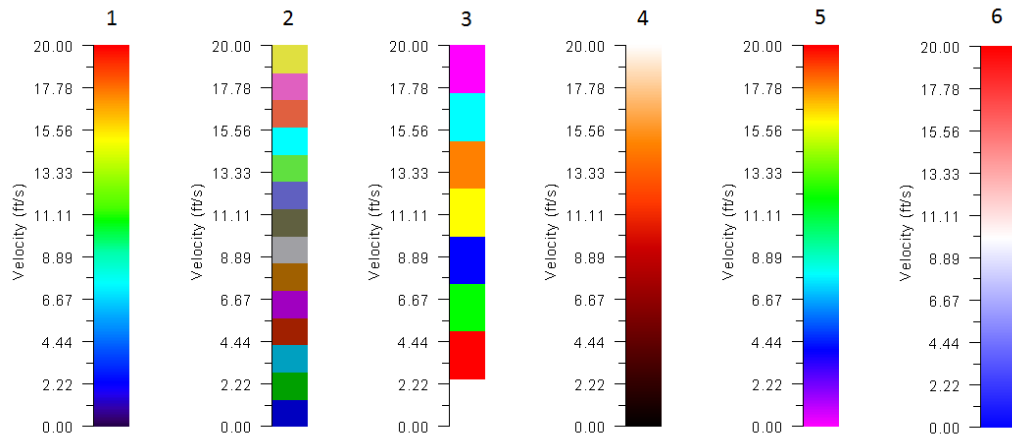 1 2 3 4 5 6
20.00 20.00 20.00 20.00 20.00 20.00
17.78 17.78 17.78 17.78 17.78 17.78
15.56 15.56 15.56 15.56 15.56 15.56
13.33 13.33 13.33 13.33 13.33 13.33
11.11 11.11 11.11 11.11 11.11 11.11
8.89 8.89 8.89 8.89 8.89 8.89
6.67 6.67 6.67 6.67 6.67 6.67
4.44 4.44 4.44 4.44 4.44 4.44
2.22 2.22 2.22 2.22 2.22 2.22
0.00 0.00 0.00 0.00 0.00 0.00
Velocity (ft/s)
Velocity (ft/s)
Velocity (ft/s)
Velocity (ft/s)
Velocity (ft/s)
Velocity (ft/s)